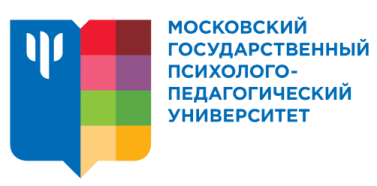 МОСКОВСКИЙ
ГОСУДАРСТВЕННЫЙ
ПСИХОЛОГО-
ПЕДАГОГИЧЕСКИЙ
УНИВЕРСИТЕТ